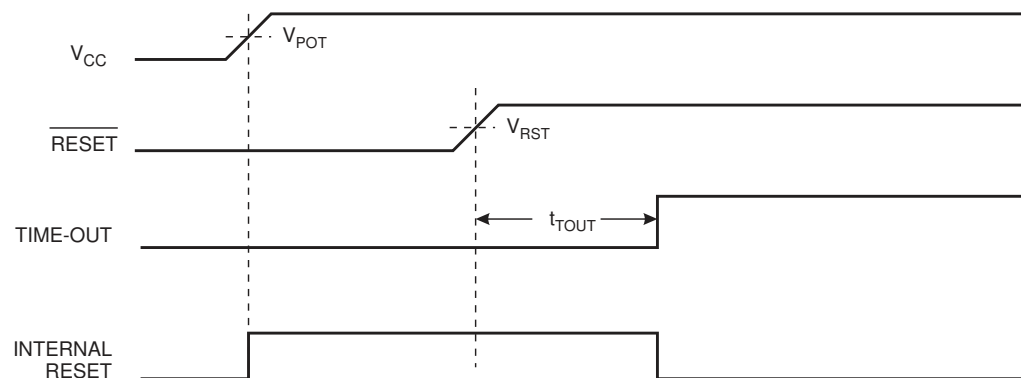 V_CC
V_POT
RESET
V_RST
TIME-OUT
t_TOUT
INTERNAL
RESET